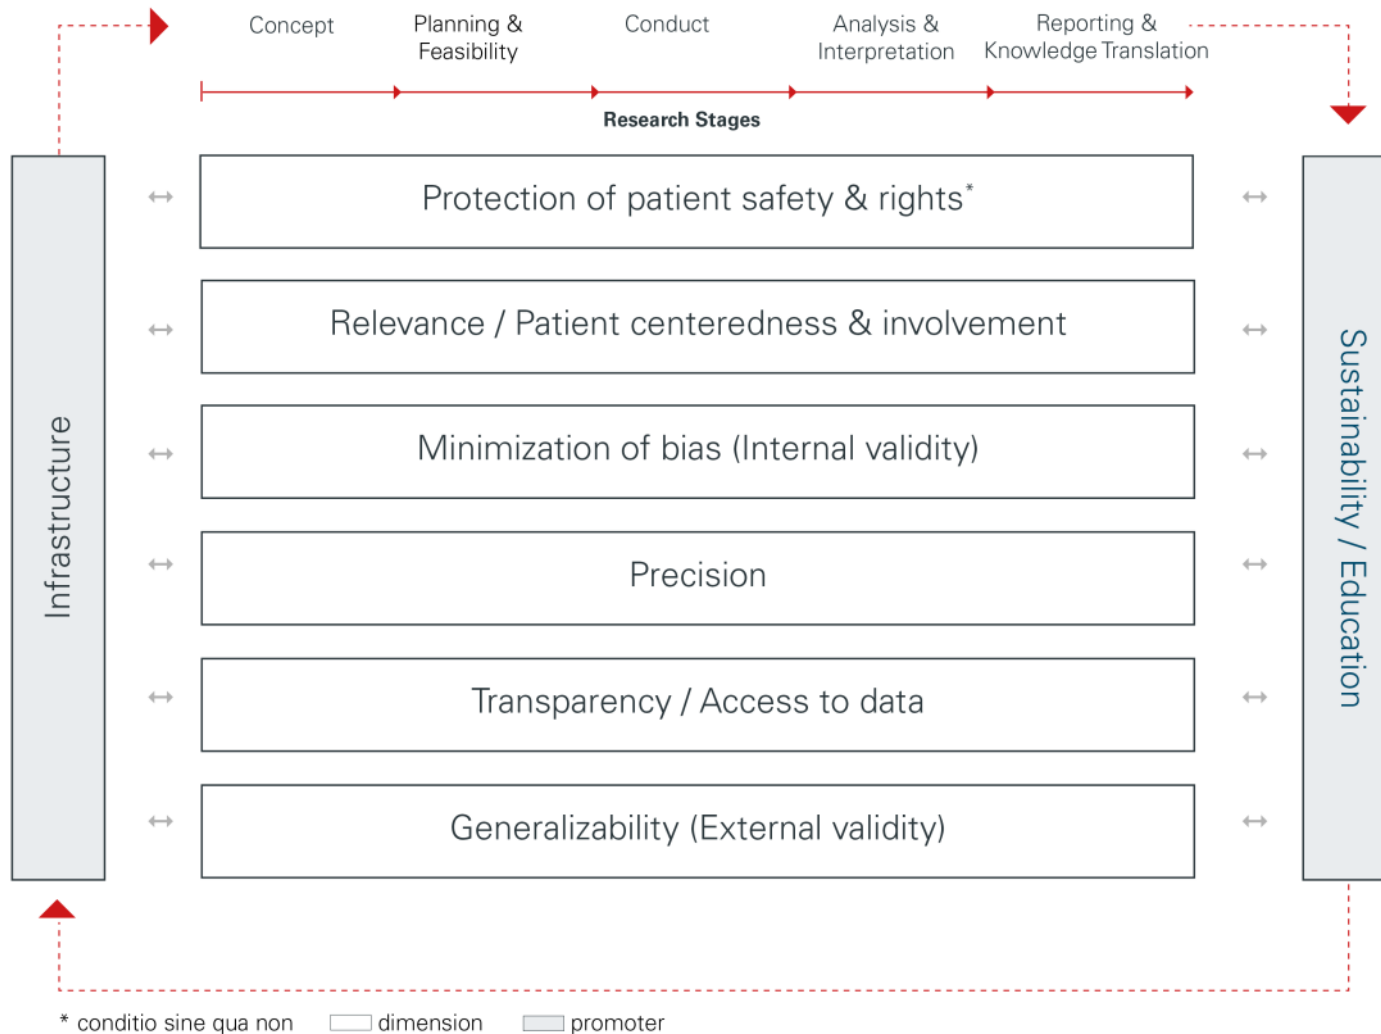 Concept
Planning &
Feasibility
Conduct
Analysis &
Interpretation
Reporting &
Knowledge Translation
Research Stages
Infrastructure
Protection of patient safety & rights*
Relevance / Patient centeredness & involvement
Minimization of bias (Internal validity)
Precision
Transparency / Access to data
Generalizability (External validity)
Sustainability / Education
* conditio sine qua non
dimension
promoter